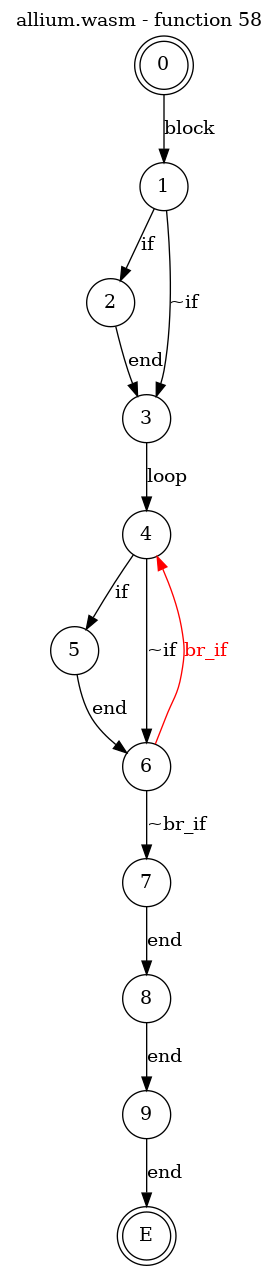 allium.wasm - function 58
0
block
1
if
2
~if
end
3
loop
4
if
5
~if
br_if
end
6
~br_if
7
end
8
end
9
end
E